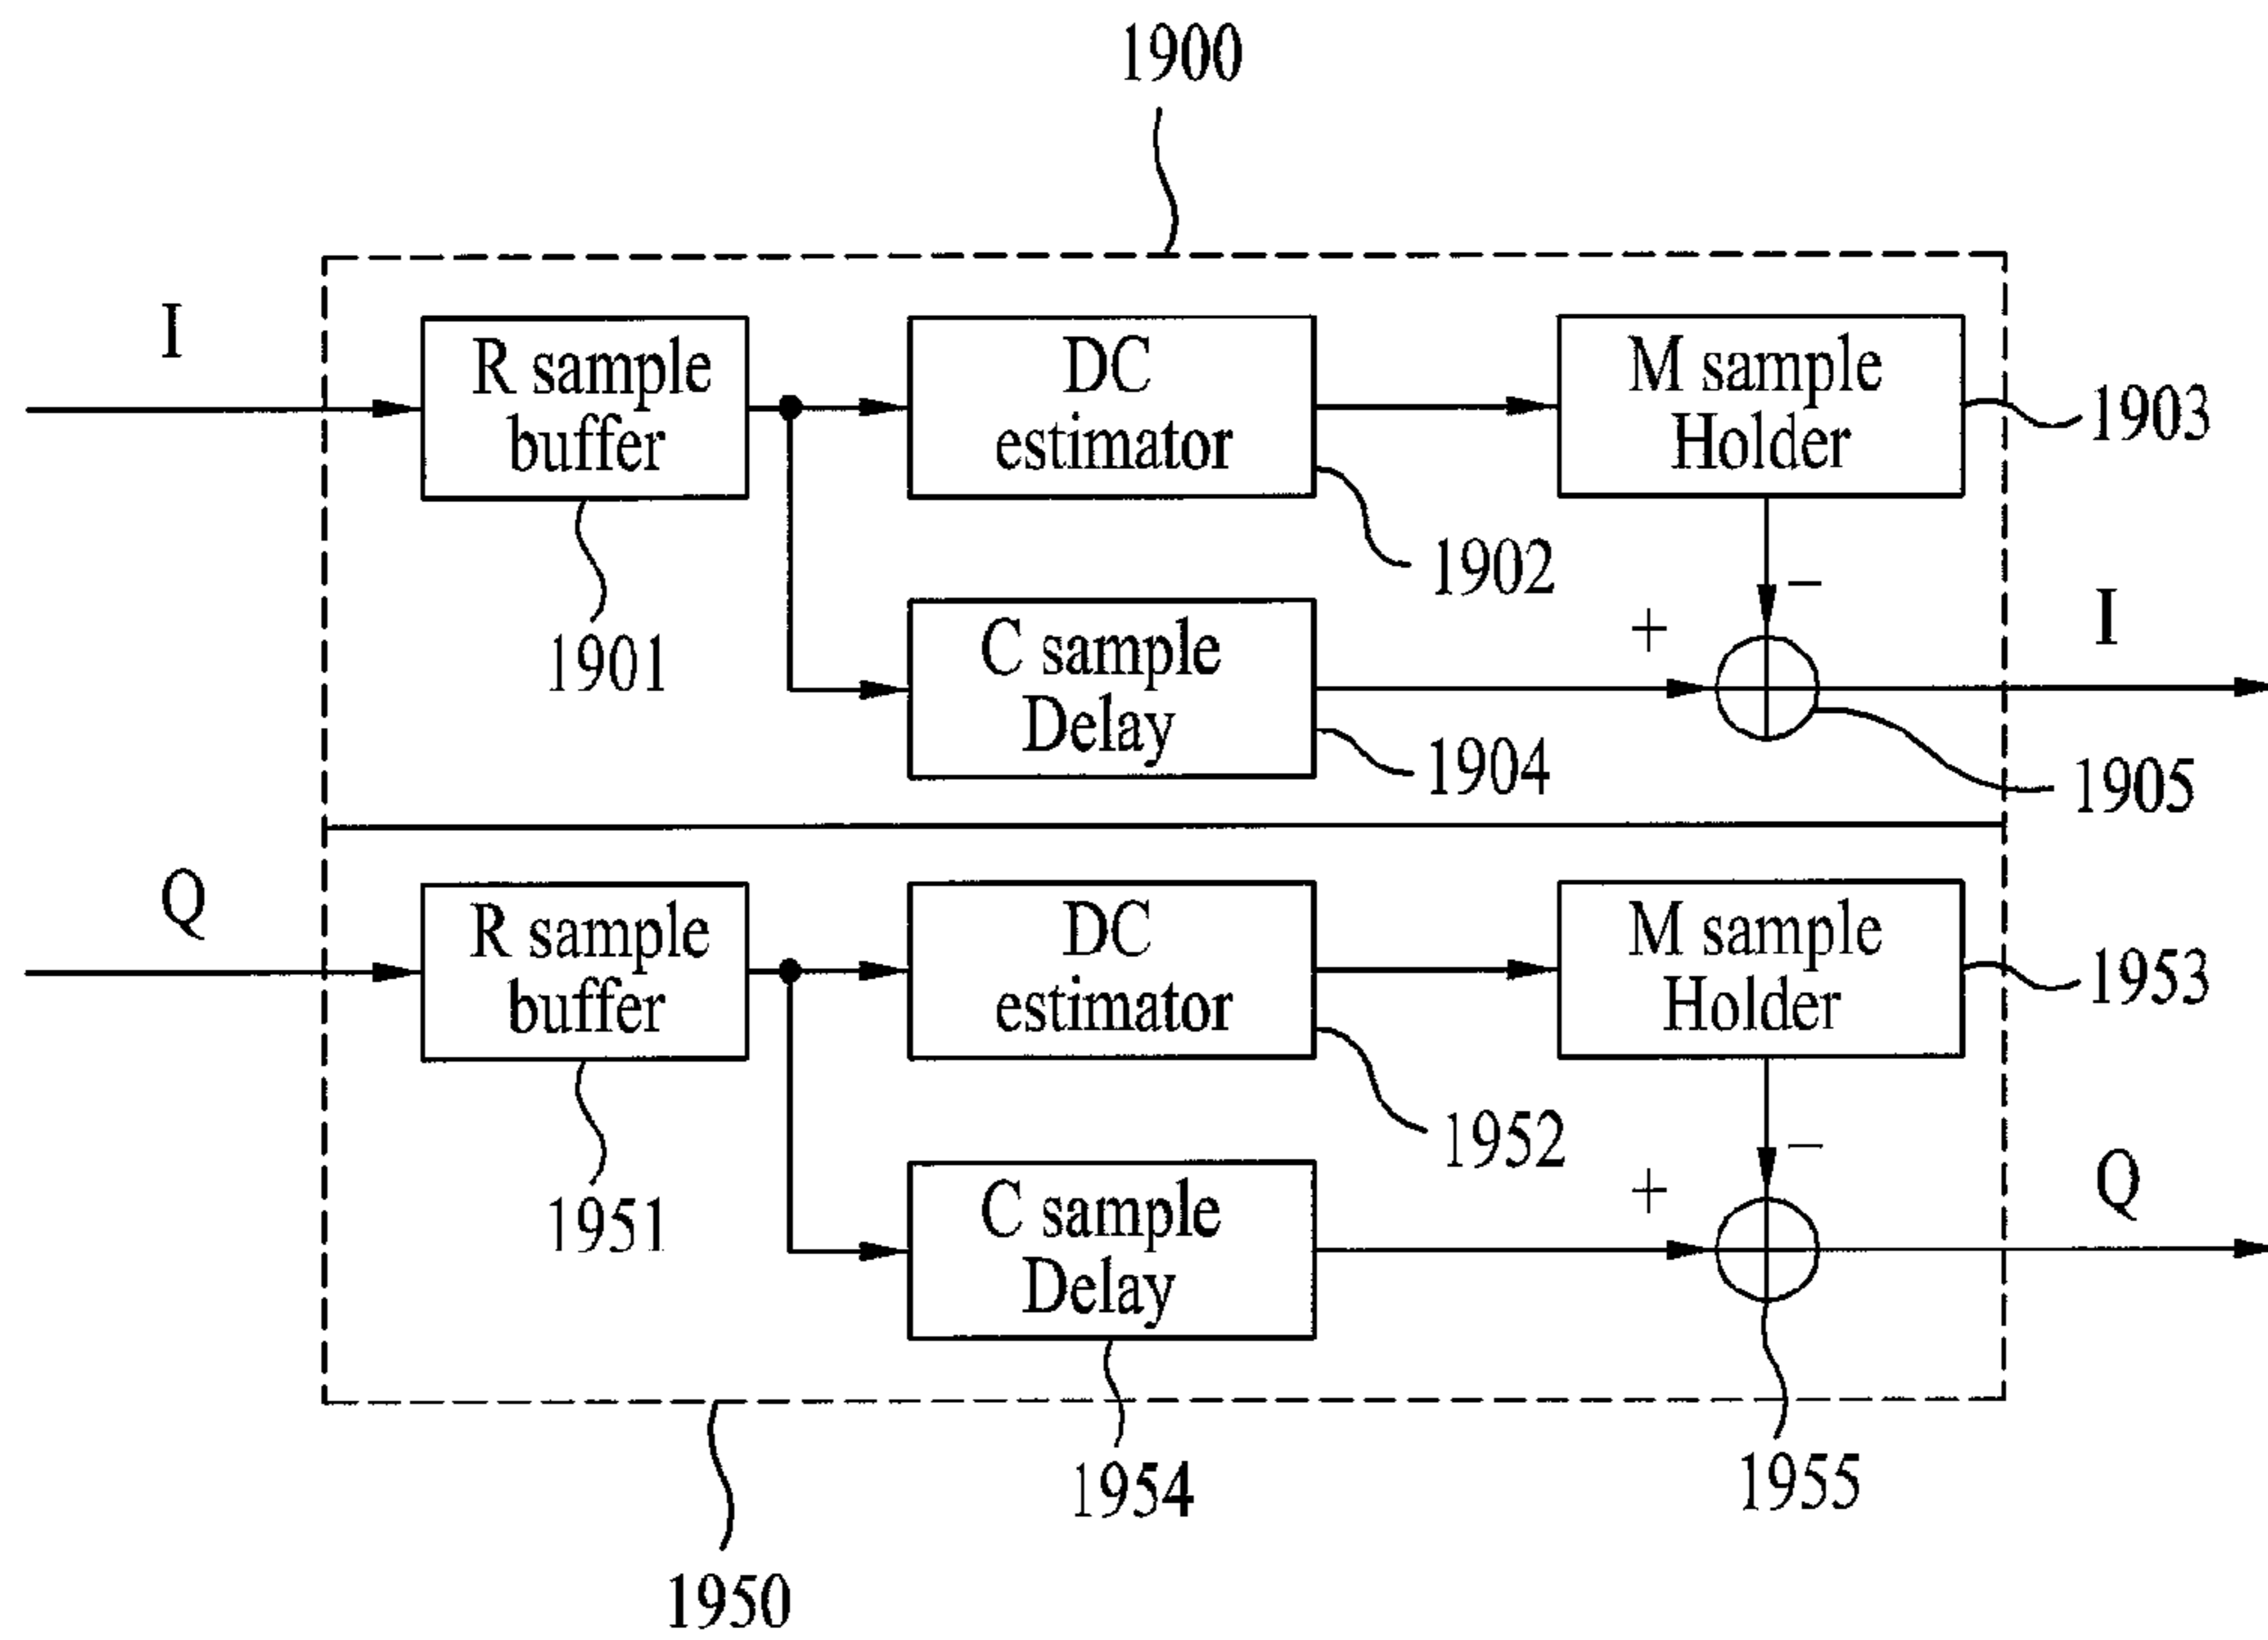 1900
I
R sample
buffer
DC
estimator
M sample
Holder
1903
1902
1901
C sample
Delay
−
+
I
1904
1905
Q
R sample
buffer
DC
estimator
M sample
Holder
1953
1952
1951
C sample
Delay
−
+
Q
1954
1955
1950